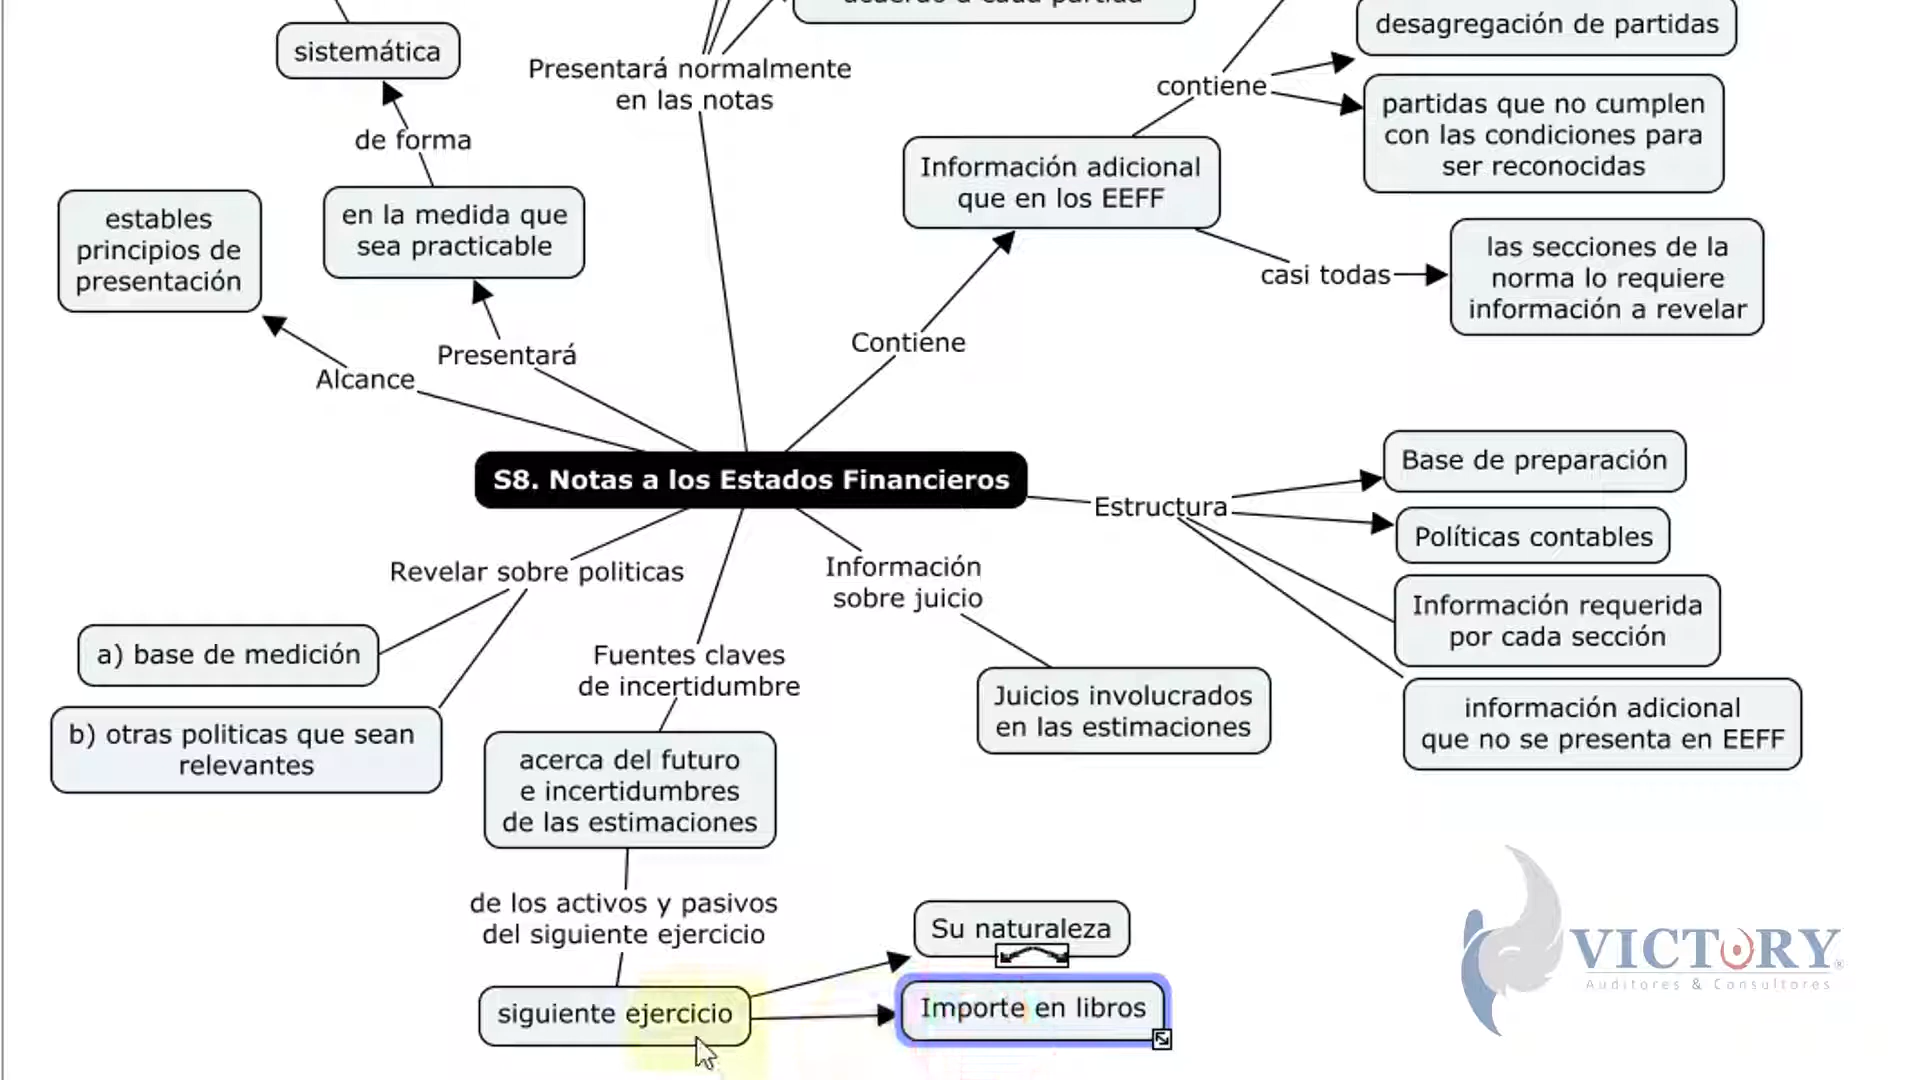 acuerdo a cada partida
desagregación de partidas
sistemática
Presentará normalmente
en las notas
contiene
partidas que no cumplen
con las condiciones para
ser reconocidas
de forma
Información adicional
que en los EEFF
estables
principios de
presentación
en la medida que
sea practicable
casi todas
las secciones de la
norma lo requiere
información a revelar
Contiene
Presentará
Alcance
S8. Notas a los Estados Financieros
Estructura
Base de preparación
Políticas contables
Información requerida
por cada sección
información adicional
que no se presenta en EEFF
Revelar sobre politicas
a) base de medición
b) otras politicas que sean
relevantes
Información
sobre juicio
Juicios involucrados
en las estimaciones
Fuentes claves
de incertidumbre
acerca del futuro
e incertidumbres
de las estimaciones
de los activos y pasivos
del siguiente ejercicio
siguiente ejercicio
Su naturaleza
Importe en libros
VICTORY
Auditores & Consultores